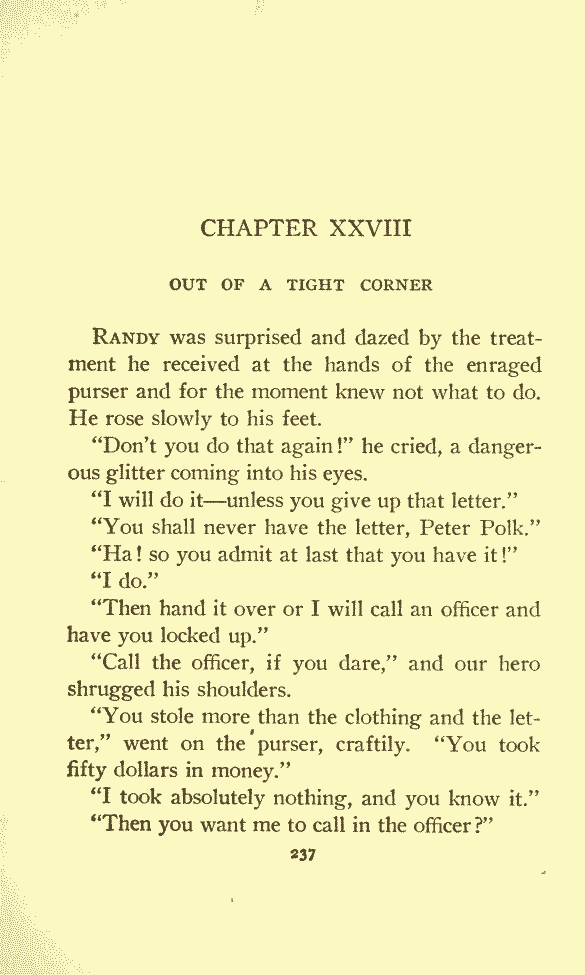 CHAPTER XXVIII
OUT OF A TIGHT CORNER
RANDY was surprised and dazed by the treat-
ment he received at the hands of the enraged
purser and for the moment knew not what to do.
He rose slowly to his feet.
“Don’t you do that again!” he cried, a danger-
ous glitter coming into his eyes.
“I will do it—unless you give up that letter.”
“You shall never have the letter, Peter Polk.”
“Ha! so you admit at last that you have it!”
“I do.”
“Then hand it over or I will call an officer and
have you locked up.”
“Call the officer, if you dare,” and our hero
shrugged his shoulders.
“You stole more than the clothing and the let-
ter,” went on the purser, craftily. “You took
fifty dollars in money.”
“I took absolutely nothing, and you know it.”
“Then you want me to call in the officer?”
237